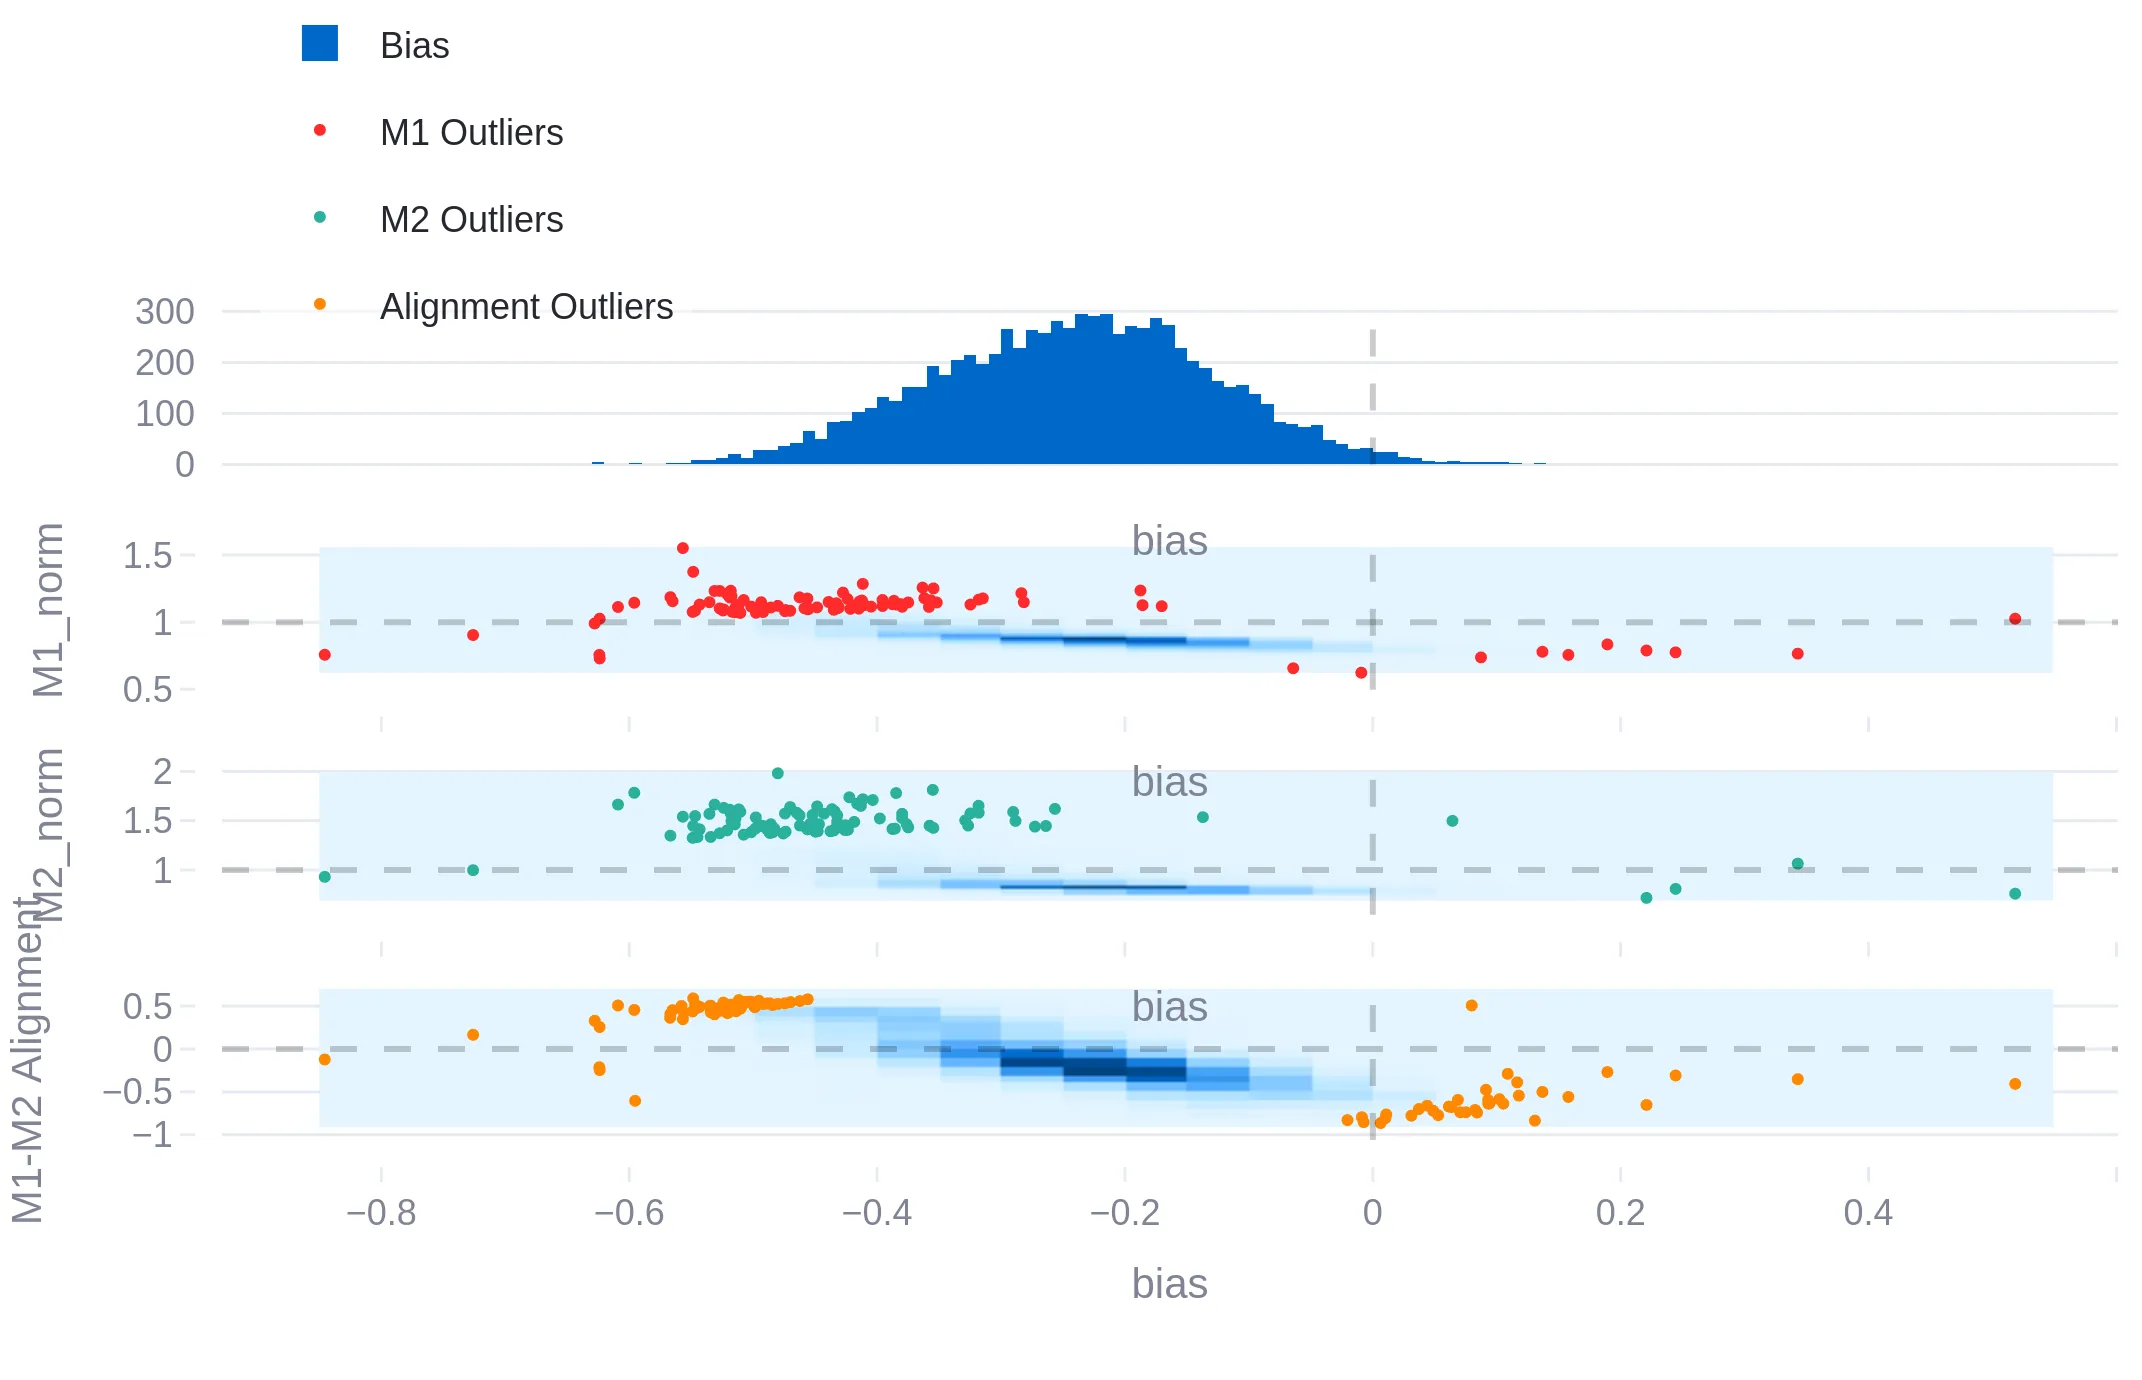 Bias
M1 Outliers
M2 Outliers
Alignment Outliers
300
200
100
0
bias
M1_norm
1.5
1
0.5
bias
M2_norm
2
1.5
1
bias
M1-M2 Alignment
0.5
0
−0.5
−1
−0.8 −0.6 −0.4 −0.2 0 0.2 0.4
bias